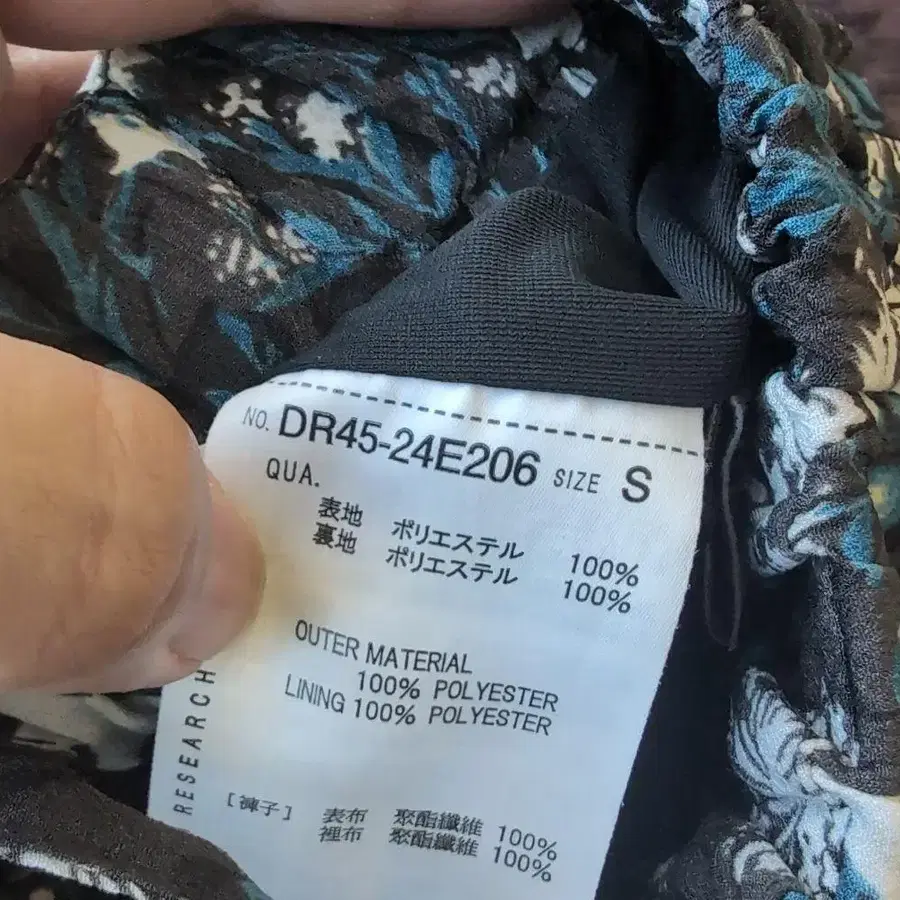 NO. DR45-24E206 SIZE S
QUA.
表地 ポリエステル 100%
裏地 ポリエステル 100%
OUTER MATERIAL
100% POLYESTER
LINING 100% POLYESTER
RESEARCH
[褲子] 表布 聚酯纖維 100%
裡布 聚酯纖維 100%